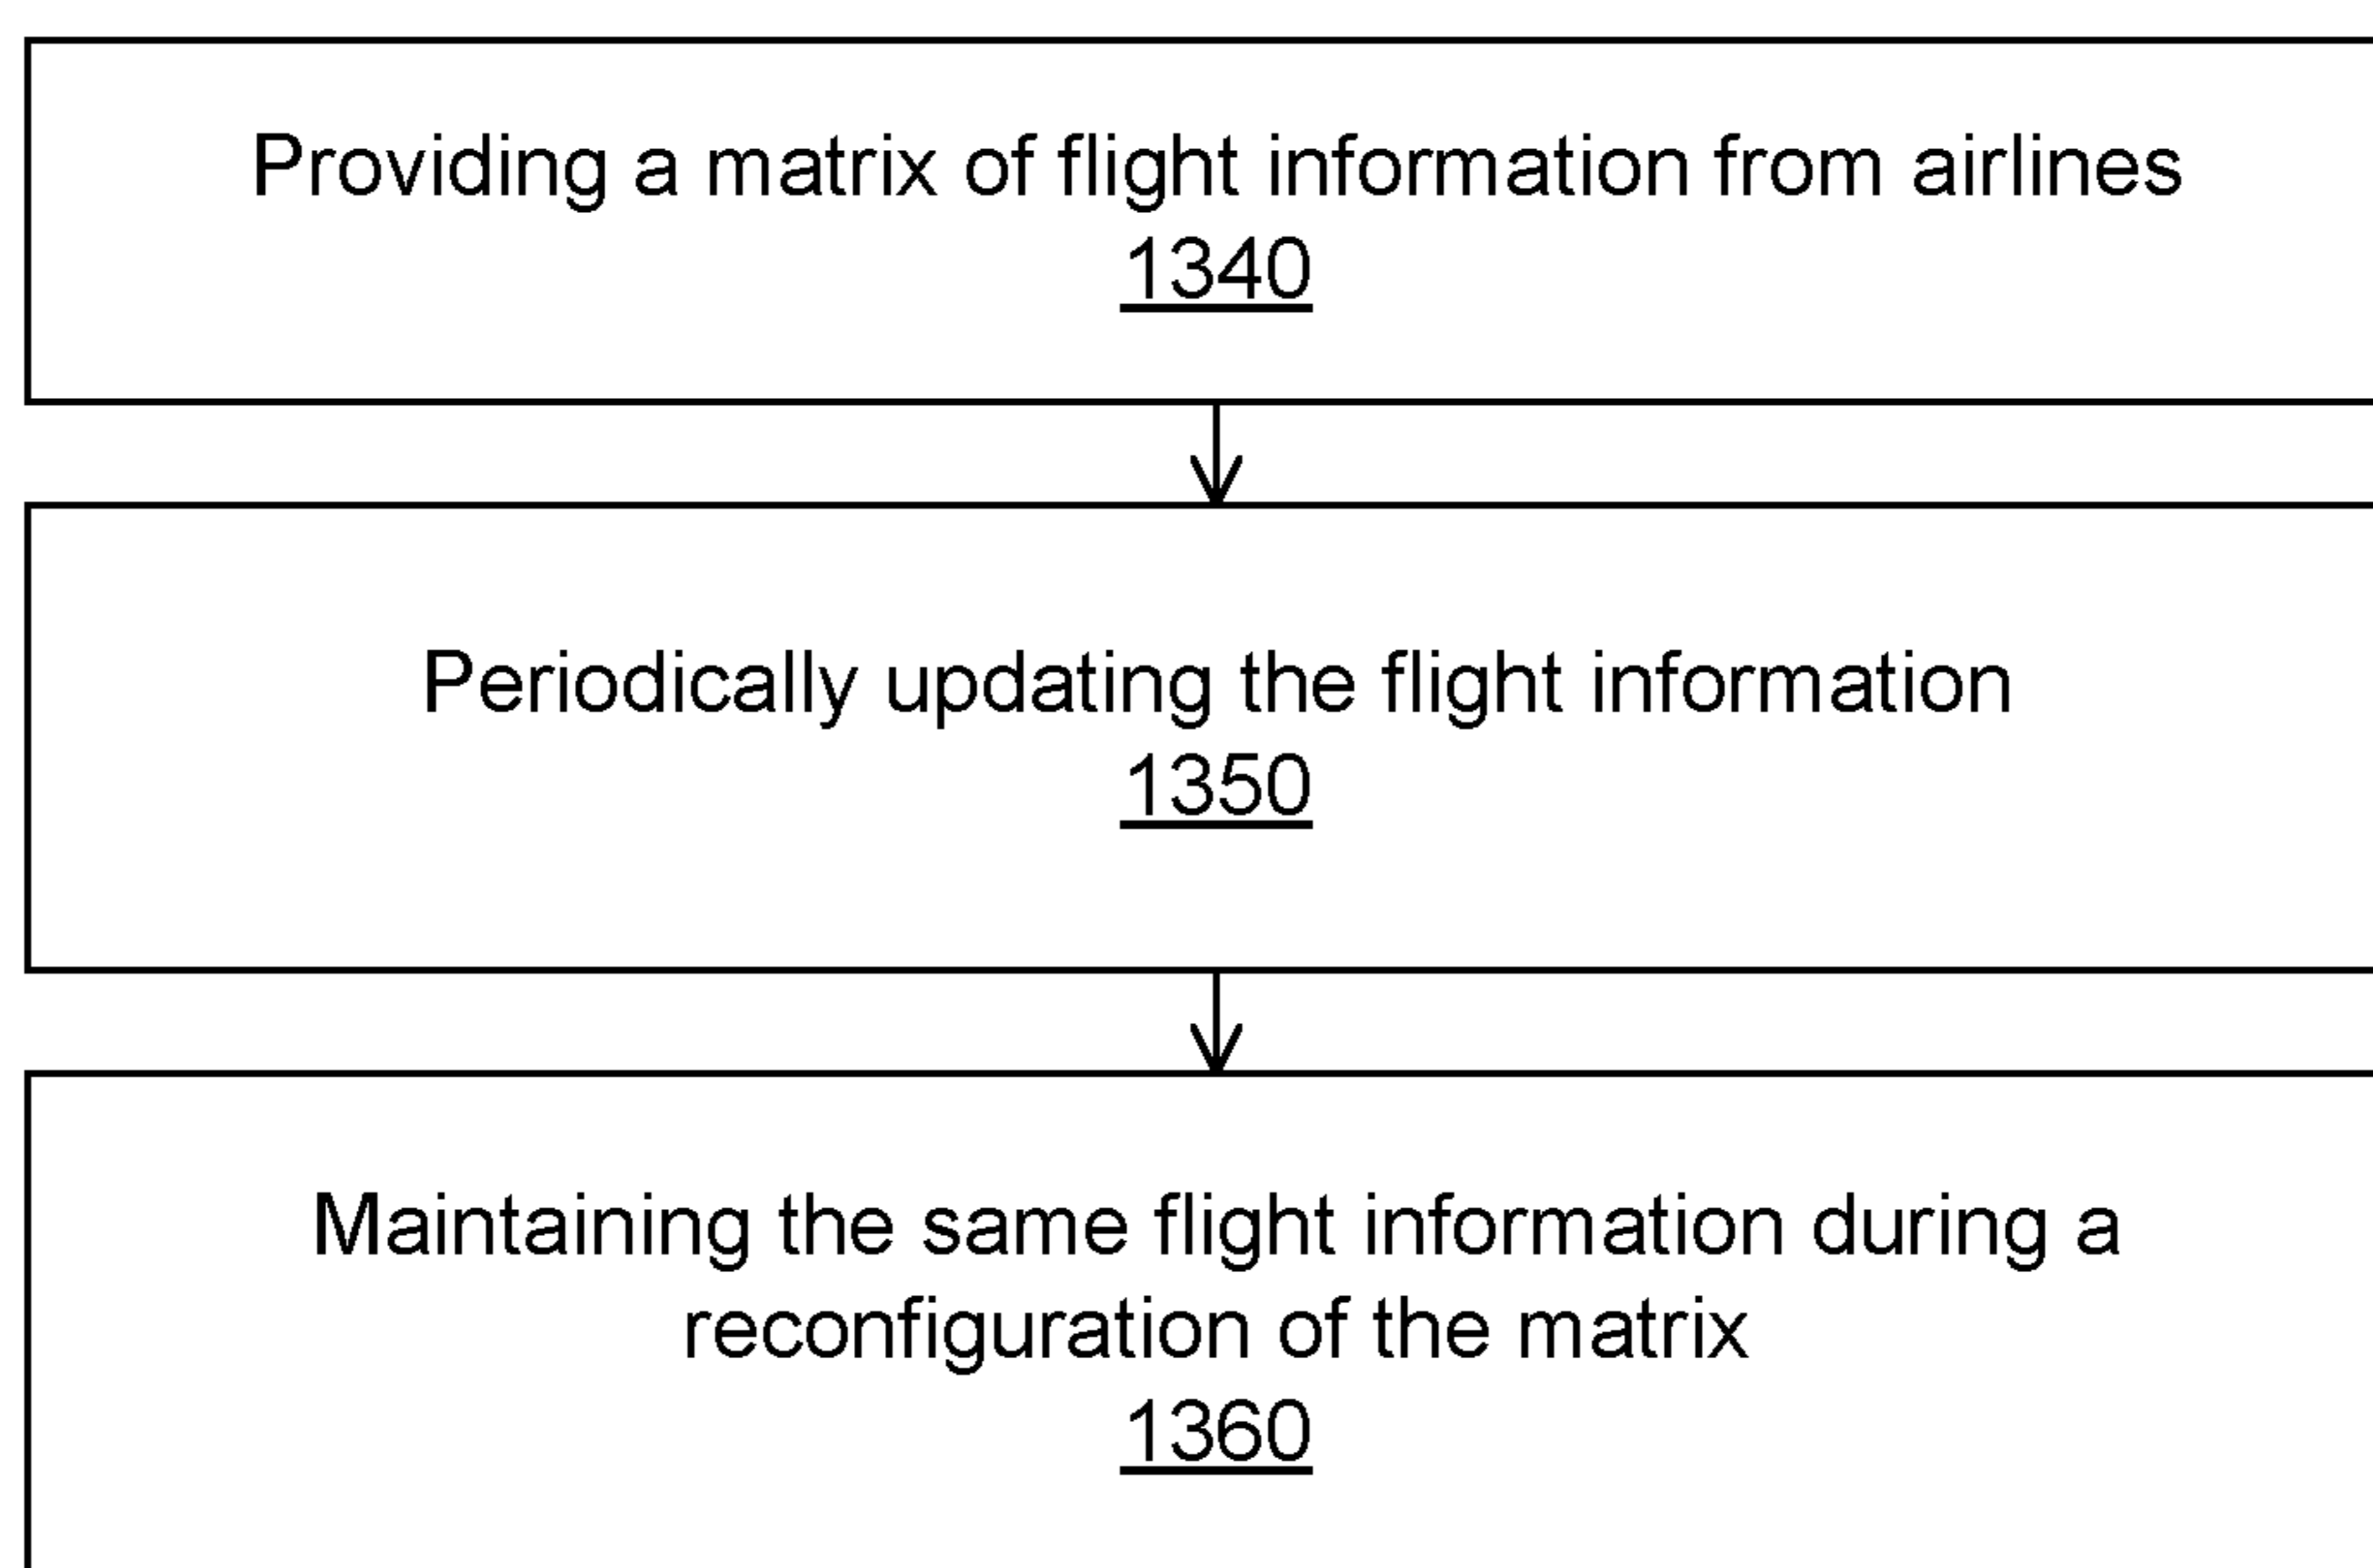 Providing a matrix of flight information from airlines
1340
Periodically updating the flight information
1350
Maintaining the same flight information during a
reconfiguration of the matrix
1360